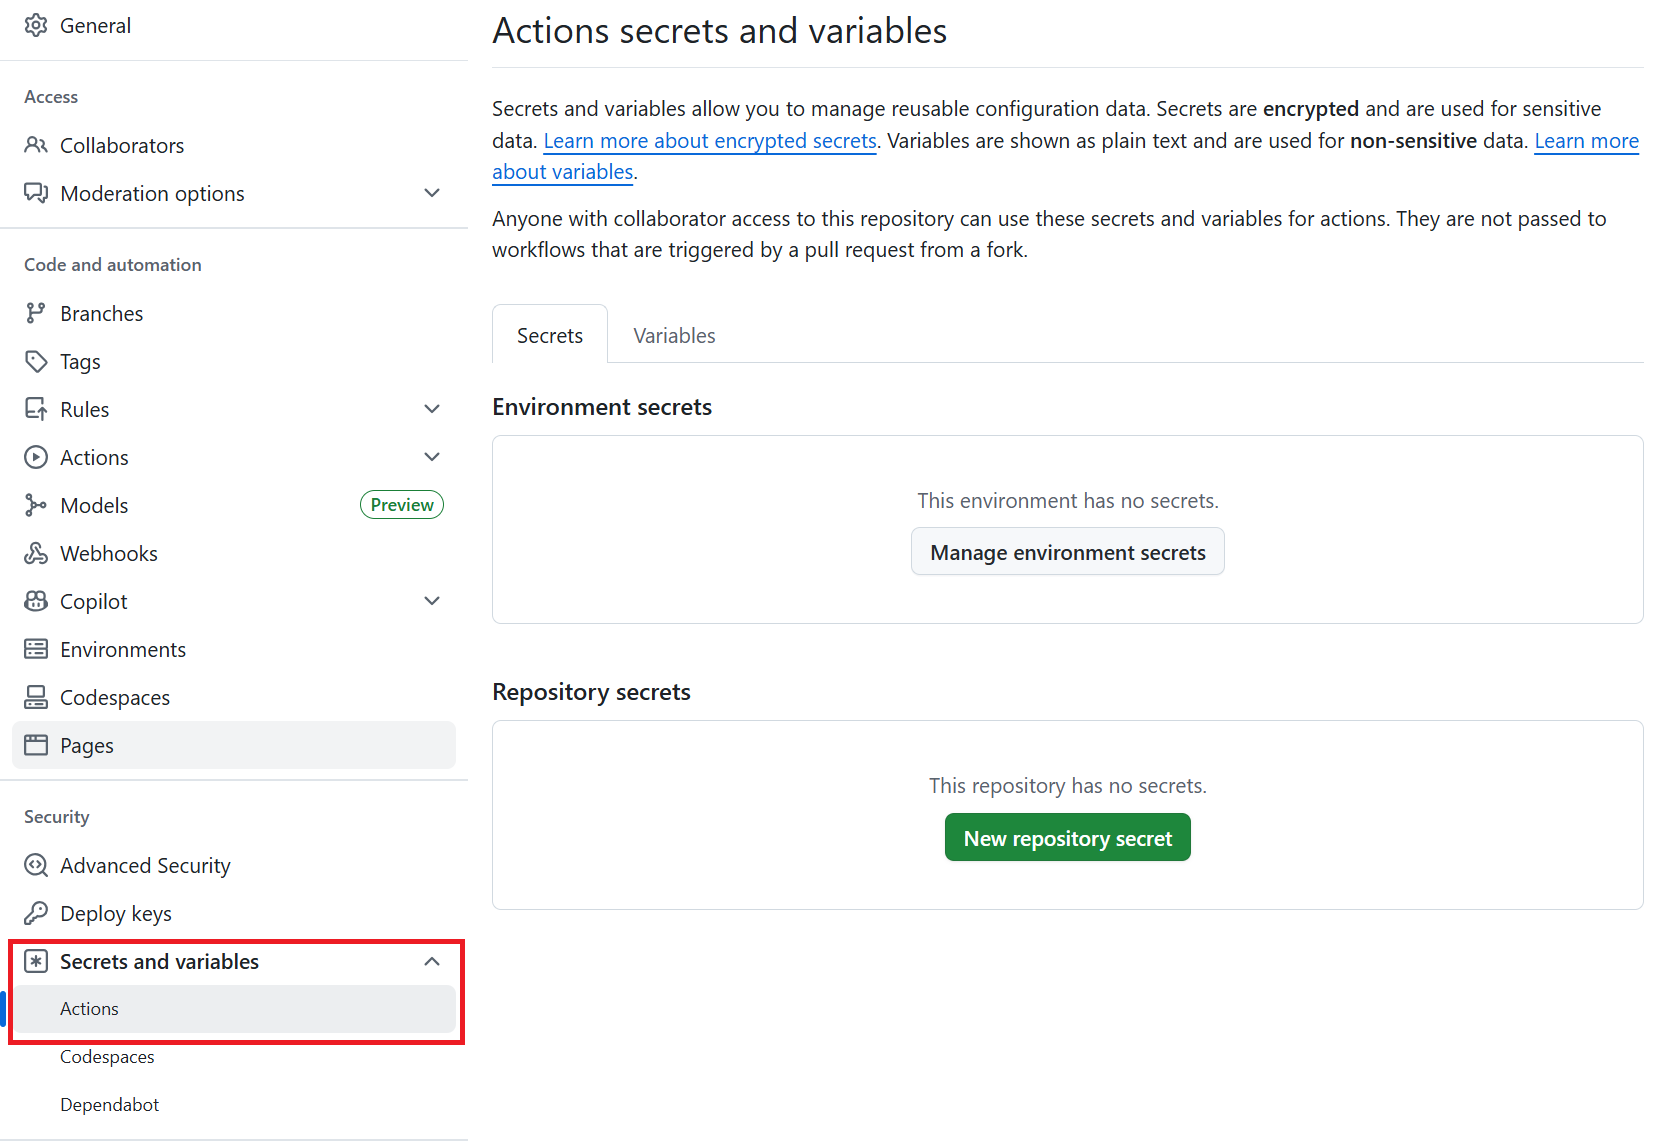 General
Access
Collaborators
Moderation options
Code and automation
Branches
Tags
Rules
Actions
Models
Preview
Webhooks
Copilot
Environments
Codespaces
Pages
Security
Advanced Security
Deploy keys
Secrets and variables
Actions
Codespaces
Dependabot
Actions secrets and variables
Secrets and variables allow you to manage reusable configuration data. Secrets are encrypted and are used for sensitive
data. Learn more about encrypted secrets. Variables are shown as plain text and are used for non-sensitive data. Learn more
about variables.
Anyone with collaborator access to this repository can use these secrets and variables for actions. They are not passed to
workflows that are triggered by a pull request from a fork.
Secrets
Variables
Environment secrets
This environment has no secrets.
Manage environment secrets
Repository secrets
This repository has no secrets.
New repository secret